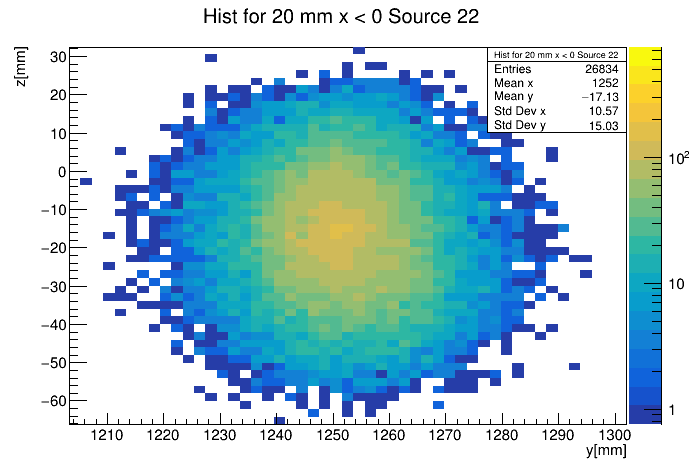 Hist for 20 mm x < 0 Source 22
z[mm]
Hist for 20 mm x < 0 Source 22
Entries 26834
Mean x 1252
Mean y −17.13
Std Dev x 10.57
Std Dev y 15.03
30
20
10
0
−10
−20
−30
−40
−50
−60
1210 1220 1230 1240 1250 1260 1270 1280 1290 1300
y[mm]
10²
10
1